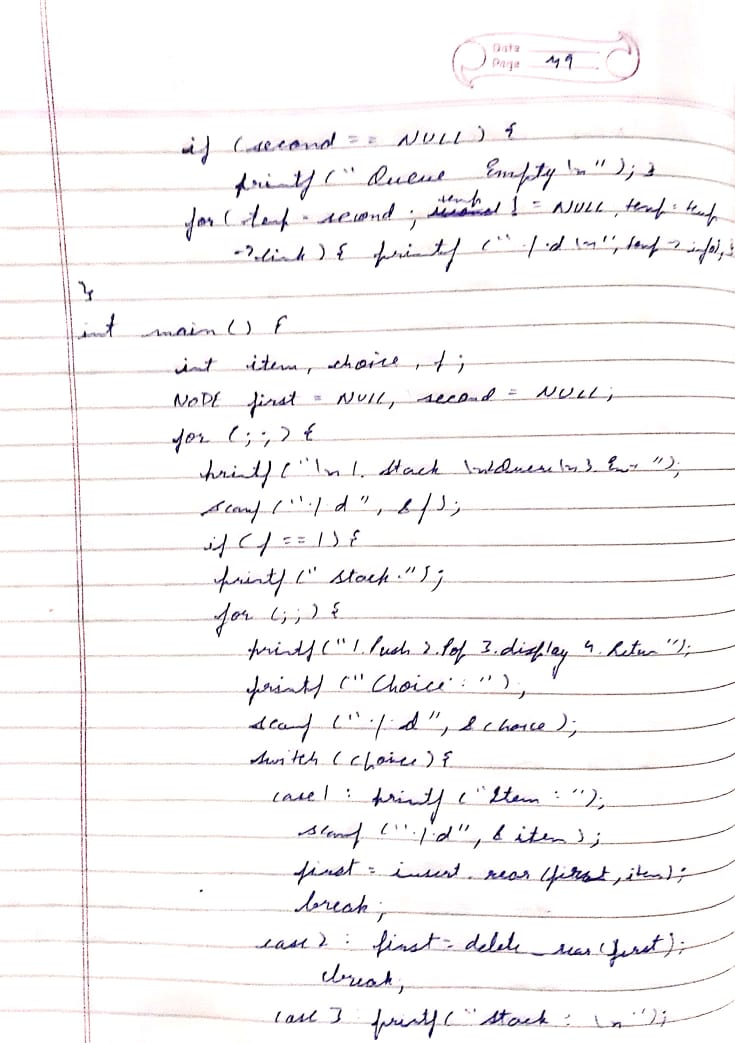 Date
Page 49
if (second == NULL) {
printf (" Queue Empty \n"); }
for (temp = second ; temp != NULL, temp = temp
-> link) { printf (" %d \n", temp -> info); }
}
int main() {
int item, choice, f ;
NODE first = NULL, second = NULL;
for (;;) {
printf ("\n 1. Stack \n 2. Queue \n 3. ");
scanf ("%d", &f);
if (f == 1) {
printf (" Stack.");
for (;;) {
printf ("1. Push 2. Pop 3. display 4. Return ");
printf (" Choice : ");
scanf ("%d", & choice);
switch (choice) {
case 1 : printf ("Item : ");
scanf ("%d", & item);
first = insert_rear (first, item);
break;
case 2 : first = delete_rear (first);
break;
case 3 printf (" Stack : \n ");